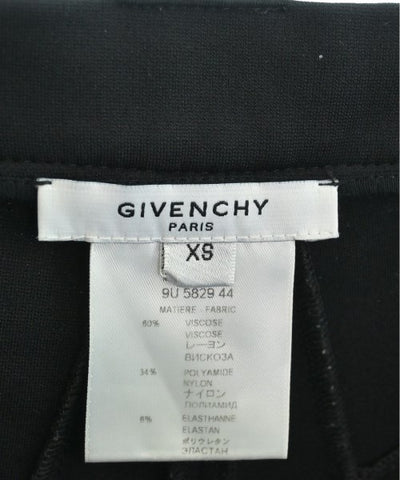 GIVENCHY
PARIS
XS
9U 5829 44
MATIERE - FABRIC
60% VISCOSE
VISCOSE
レーヨン
ВИСКОЗА
34% POLYAMIDE
NYLON
ナイロン
ПОЛИАМИД
6% ELASTHANNE
ELASTAN
ポリウレタン
ЭЛАСТАН